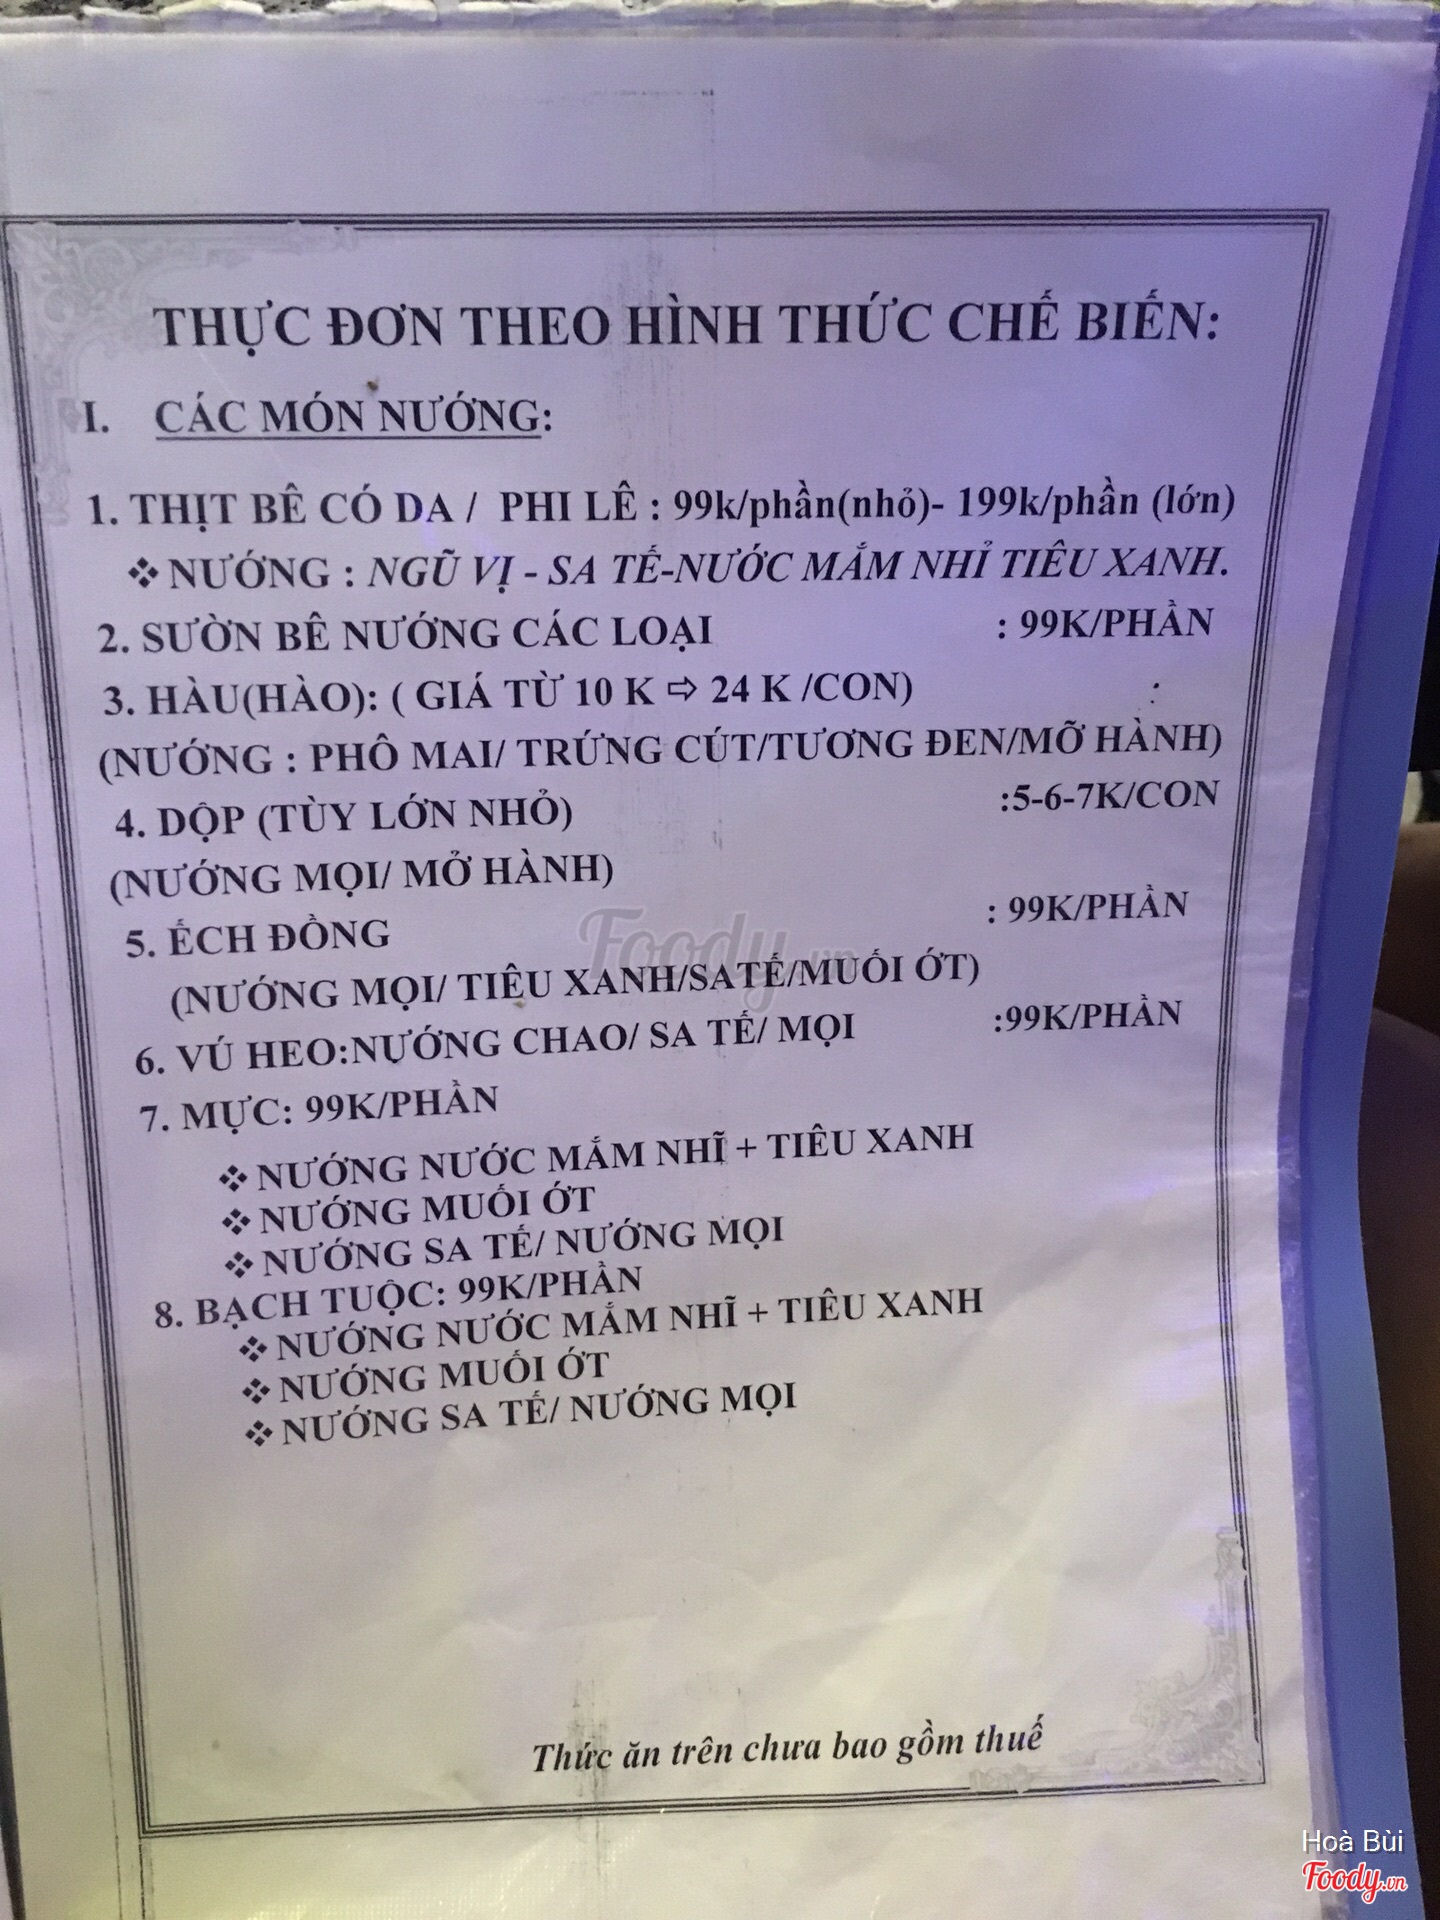 THỰC ĐƠN THEO HÌNH THỨC CHẾ BIẾN:
I. CÁC MÓN NƯỚNG:
1. THỊT BÊ CÓ DA / PHI LÊ : 99k/phần(nhỏ)- 199k/phần (lớn)
❖ NƯỚNG : NGŨ VỊ - SA TẾ-NƯỚC MẮM NHỈ TIÊU XANH.
2. SƯỜN BÊ NƯỚNG CÁC LOẠI : 99K/PHẦN
3. HÀU(HÀO): ( GIÁ TỪ 10 K ⇨ 24 K /CON) :
(NƯỚNG : PHÔ MAI/ TRỨNG CÚT/TƯƠNG ĐEN/MỠ HÀNH)
4. DỘP (TÙY LỚN NHỎ) :5-6-7K/CON
(NƯỚNG MỌI/ MỞ HÀNH)
5. ẾCH ĐỒNG : 99K/PHẦN
(NƯỚNG MỌI/ TIÊU XANH/SATẾ/MUỐI ỚT)
6. VÚ HEO:NƯỚNG CHAO/ SA TẾ/ MỌI :99K/PHẦN
7. MỰC: 99K/PHẦN
❖ NƯỚNG NƯỚC MẮM NHĨ + TIÊU XANH
❖ NƯỚNG MUỐI ỚT
❖ NƯỚNG SA TẾ/ NƯỚNG MỌI
8. BẠCH TUỘC: 99K/PHẦN
❖ NƯỚNG NƯỚC MẮM NHĨ + TIÊU XANH
❖ NƯỚNG MUỐI ỚT
❖ NƯỚNG SA TẾ/ NƯỚNG MỌI
Thức ăn trên chưa bao gồm thuế
Foody.vn
Hoà Bùi
Foody.vn